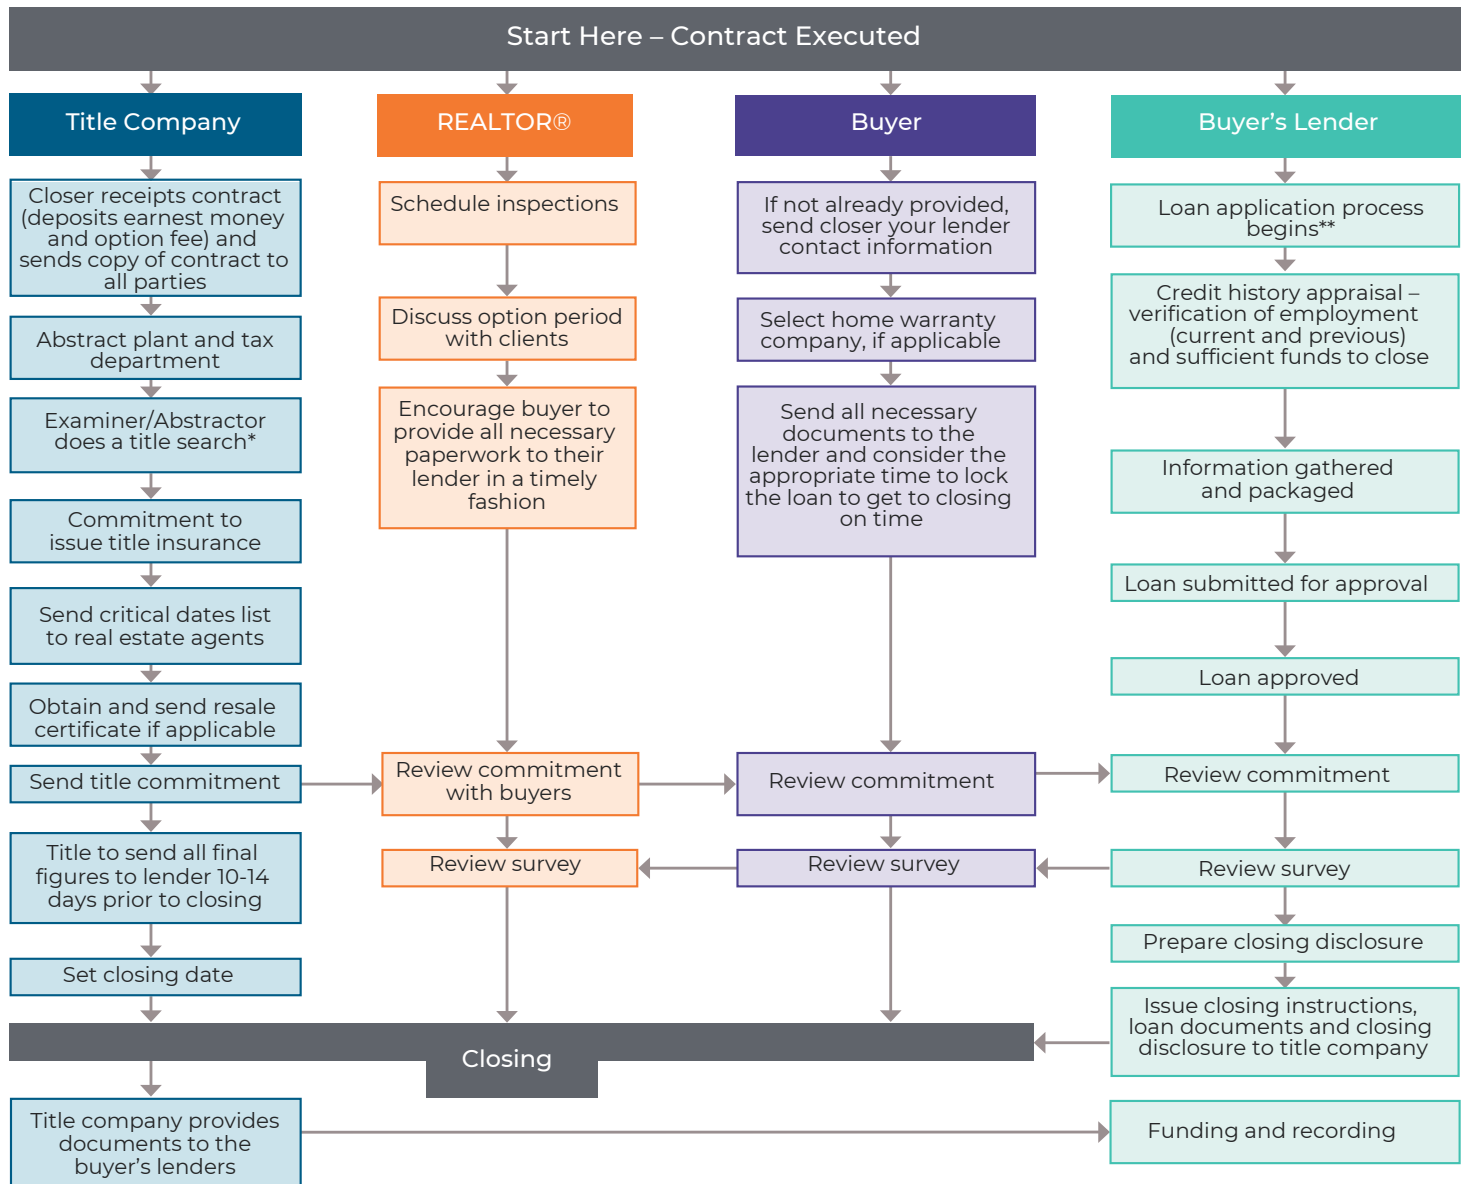 Start Here – Contract Executed
Title Company
Closer receipts contract
(deposits earnest money
and option fee) and
sends copy of contract to
all parties
Abstract plant and tax
department
Examiner/Abstractor
does a title search*
Commitment to
issue title insurance
Send critical dates list
to real estate agents
Obtain and send resale
certificate if applicable
Send title commitment
Title to send all final
figures to lender 10-14
days prior to closing
Set closing date
REALTOR®
Schedule inspections
Discuss option period
with clients
Encourage buyer to
provide all necessary
paperwork to their
lender in a timely
fashion
Review commitment
with buyers
Review survey
Buyer
If not already provided,
send closer your lender
contact information
Select home warranty
company, if applicable
Send all necessary
documents to the
lender and consider the
appropriate time to lock
the loan to get to closing
on time
Review commitment
Review survey
Buyer’s Lender
Loan application process
begins**
Credit history appraisal –
verification of employment
(current and previous)
and sufficient funds to close
Information gathered
and packaged
Loan submitted for approval
Loan approved
Review commitment
Review survey
Prepare closing disclosure
Issue closing instructions,
loan documents and closing
disclosure to title company
Closing
Title company provides
documents to the
buyer’s lenders
Funding and recording